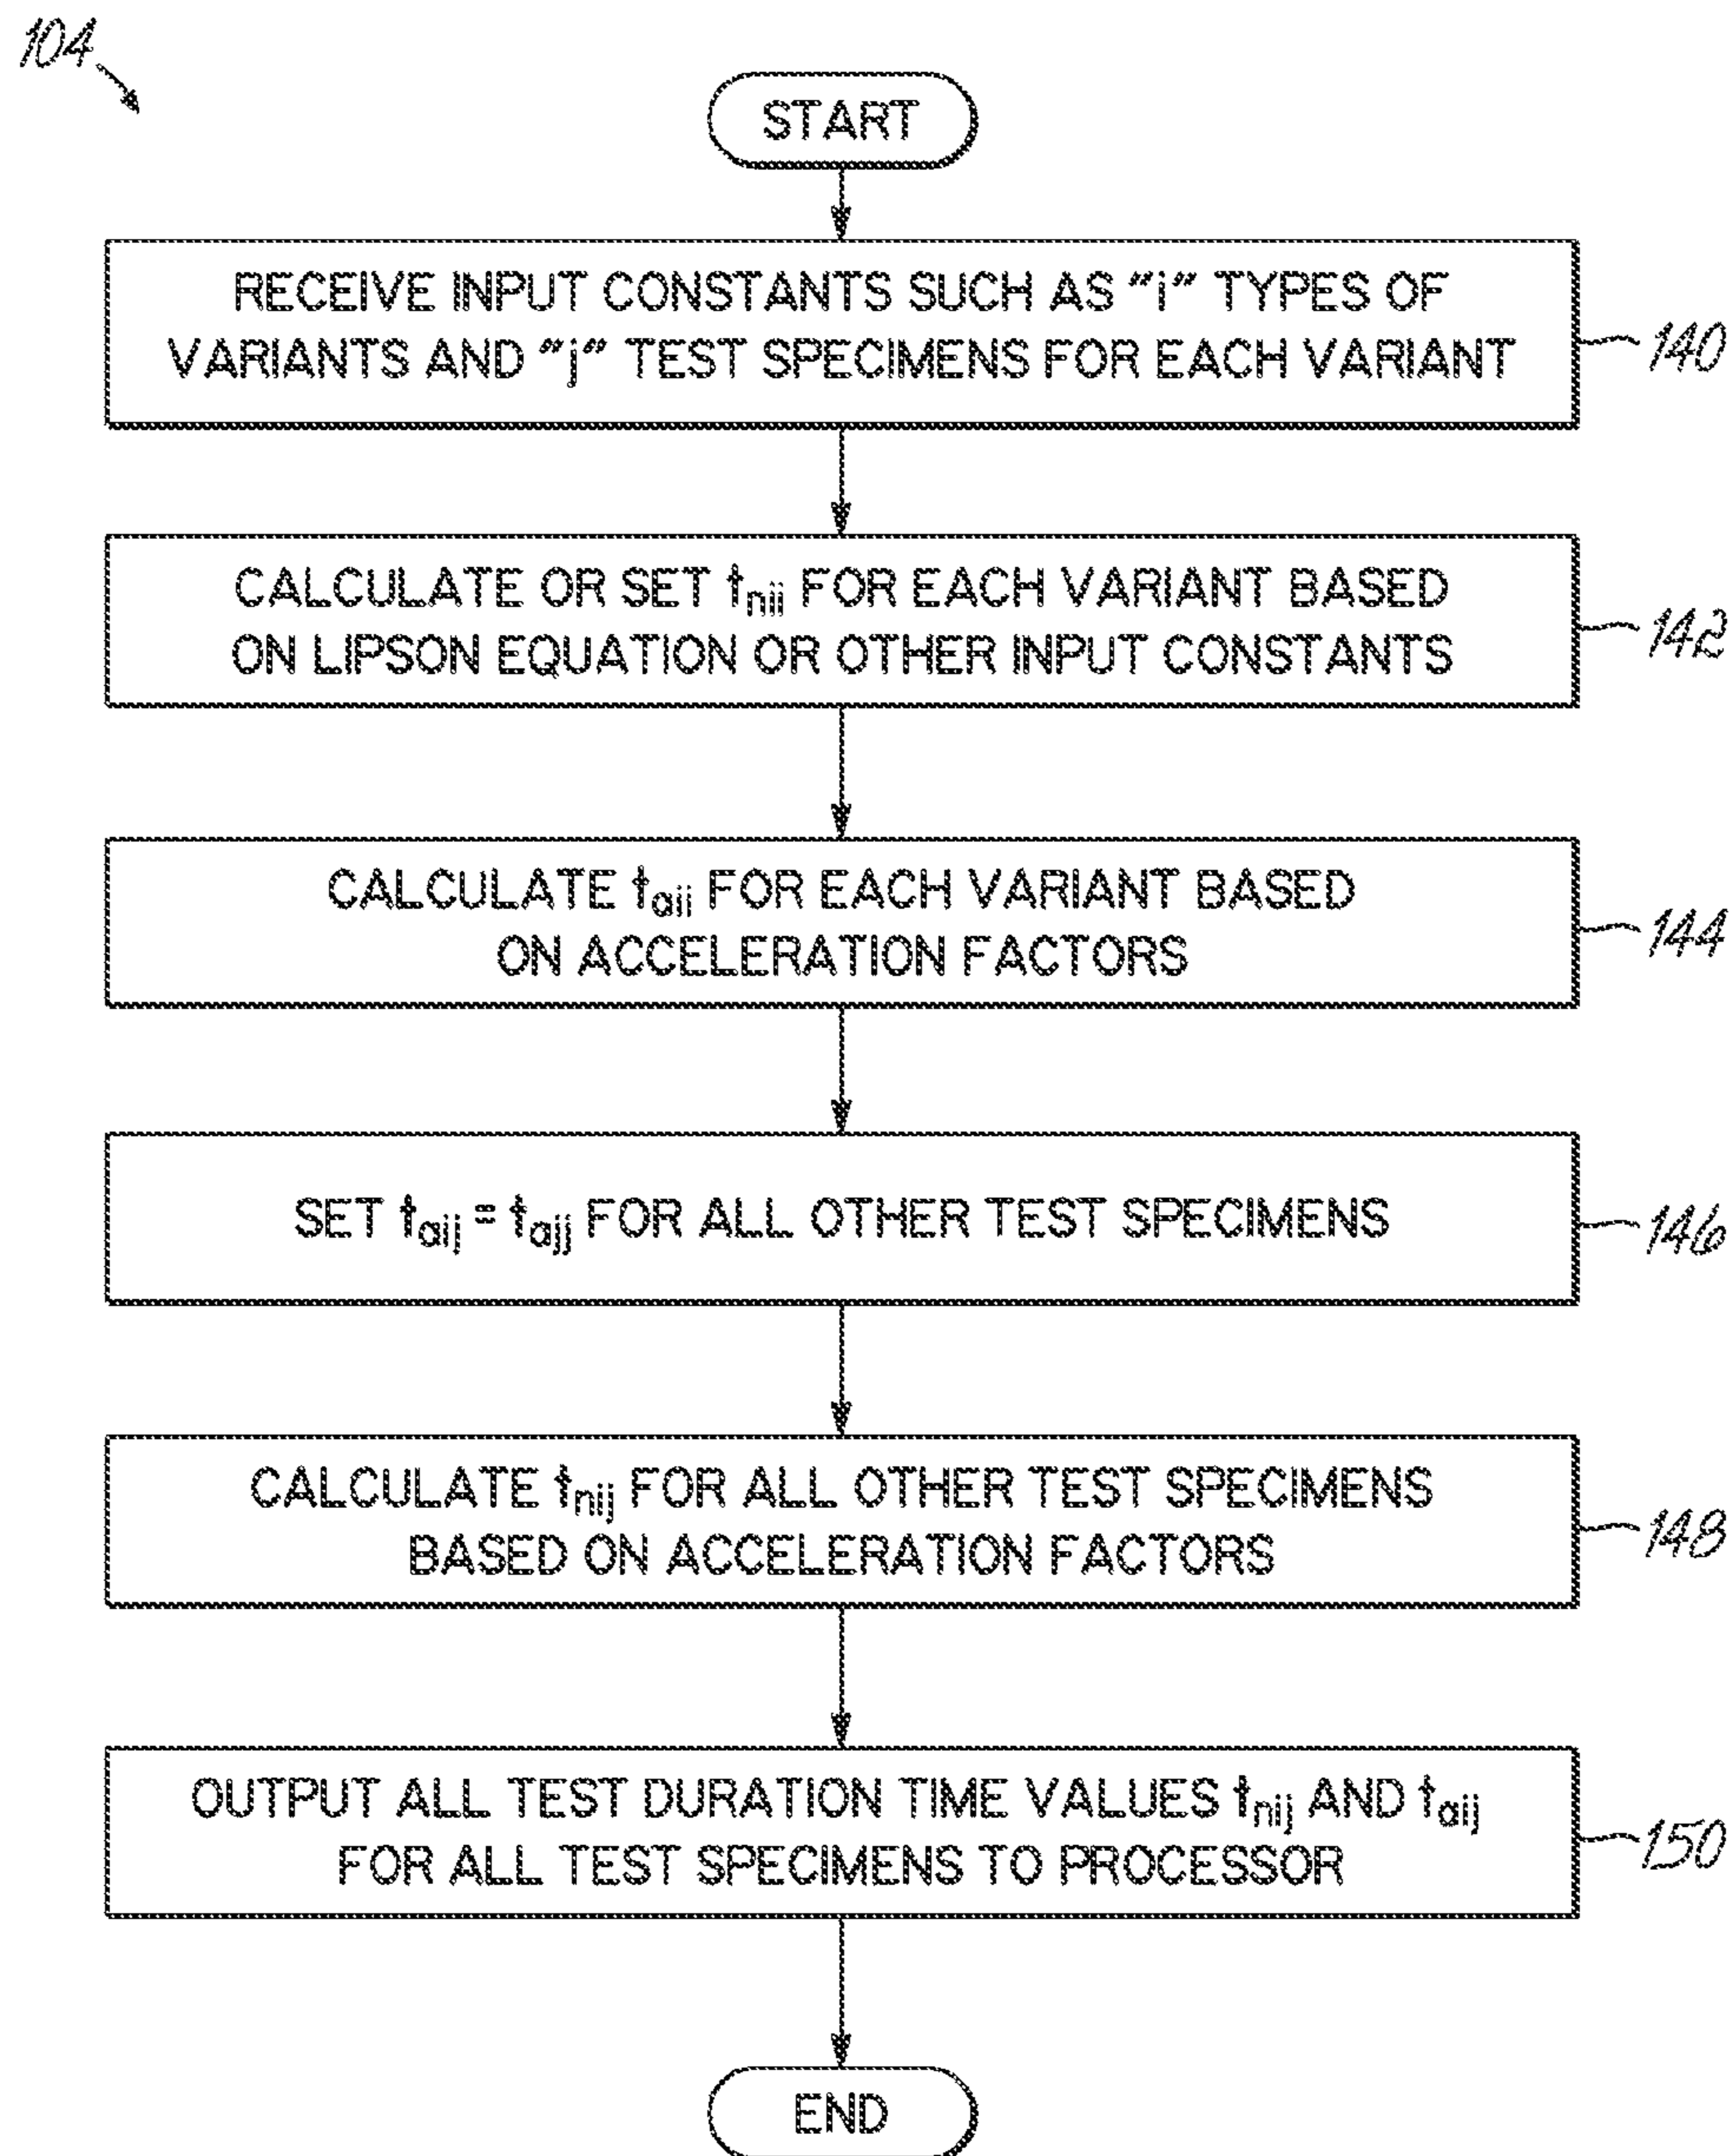 104
START
RECEIVE INPUT CONSTANTS SUCH AS "i" TYPES OF
VARIANTS AND "j" TEST SPECIMENS FOR EACH VARIANT
140
CALCULATE OR SET tnii FOR EACH VARIANT BASED
ON LIPSON EQUATION OR OTHER INPUT CONSTANTS
142
CALCULATE taii FOR EACH VARIANT BASED
ON ACCELERATION FACTORS
144
SET taij = tajj FOR ALL OTHER TEST SPECIMENS
146
CALCULATE tnij FOR ALL OTHER TEST SPECIMENS
BASED ON ACCELERATION FACTORS
148
OUTPUT ALL TEST DURATION TIME VALUES tnij AND taij
FOR ALL TEST SPECIMENS TO PROCESSOR
150
END